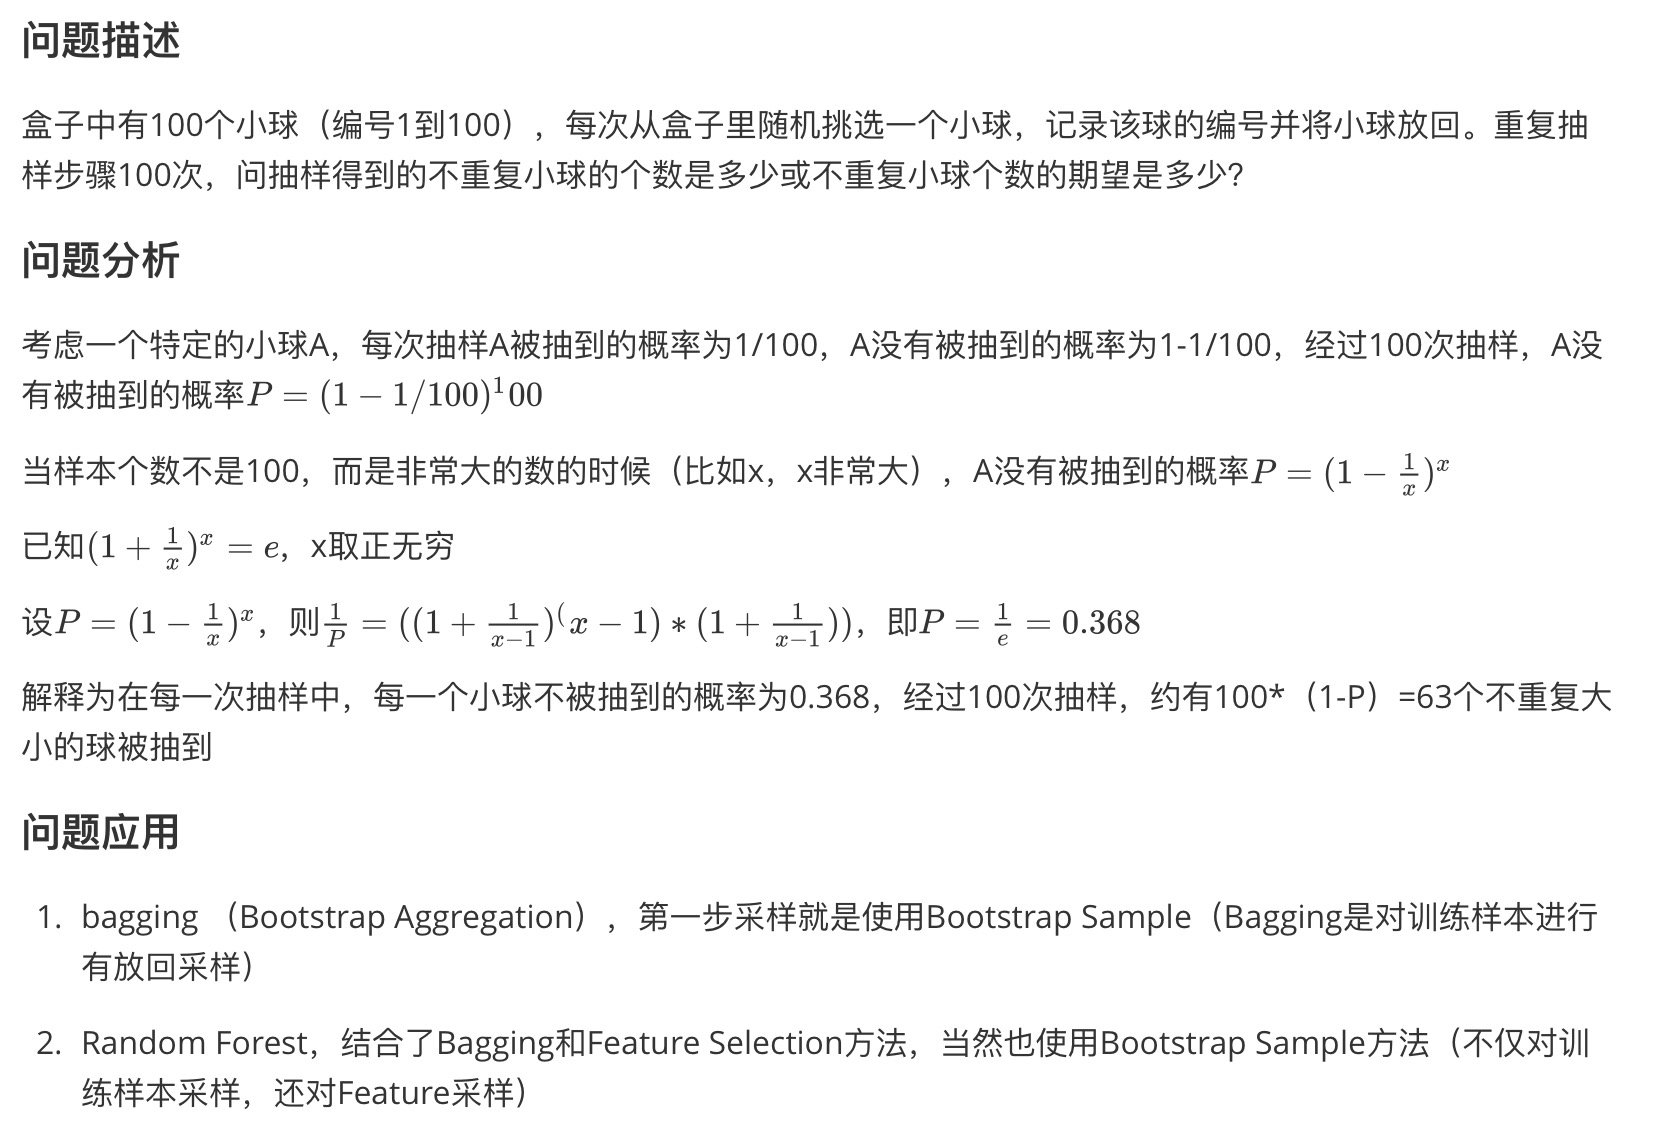 问题描述
盒子中有100个小球（编号1到100），每次从盒子里随机挑选一个小球，记录该球的编号并将小球放回。重复抽
样步骤100次，问抽样得到的不重复小球的个数是多少或不重复小球个数的期望是多少？
问题分析
考虑一个特定的小球A，每次抽样A被抽到的概率为1/100，A没有被抽到的概率为1-1/100，经过100次抽样，A没
有被抽到的概率$P = (1 - 1/100)^100$
当样本个数不是100，而是非常大的数的时候（比如x，x非常大），A没有被抽到的概率$P = (1 - \frac{1}{x})^x$
已知$(1 + \frac{1}{x})^x = e$，x取正无穷
设$P = (1 - \frac{1}{x})^x$，则$\frac{1}{P} = ((1 + \frac{1}{x-1})^(x - 1) * (1 + \frac{1}{x-1}))$，即$P = \frac{1}{e} = 0.368$
解释为在每一次抽样中，每一个小球不被抽到的概率为0.368，经过100次抽样，约有100*（1-P）=63个不重复大
小的球被抽到
问题应用
1. bagging （Bootstrap Aggregation），第一步采样就是使用Bootstrap Sample（Bagging是对训练样本进行
有放回采样）
2. Random Forest，结合了Bagging和Feature Selection方法，当然也使用Bootstrap Sample方法（不仅对训
练样本采样，还对Feature采样）